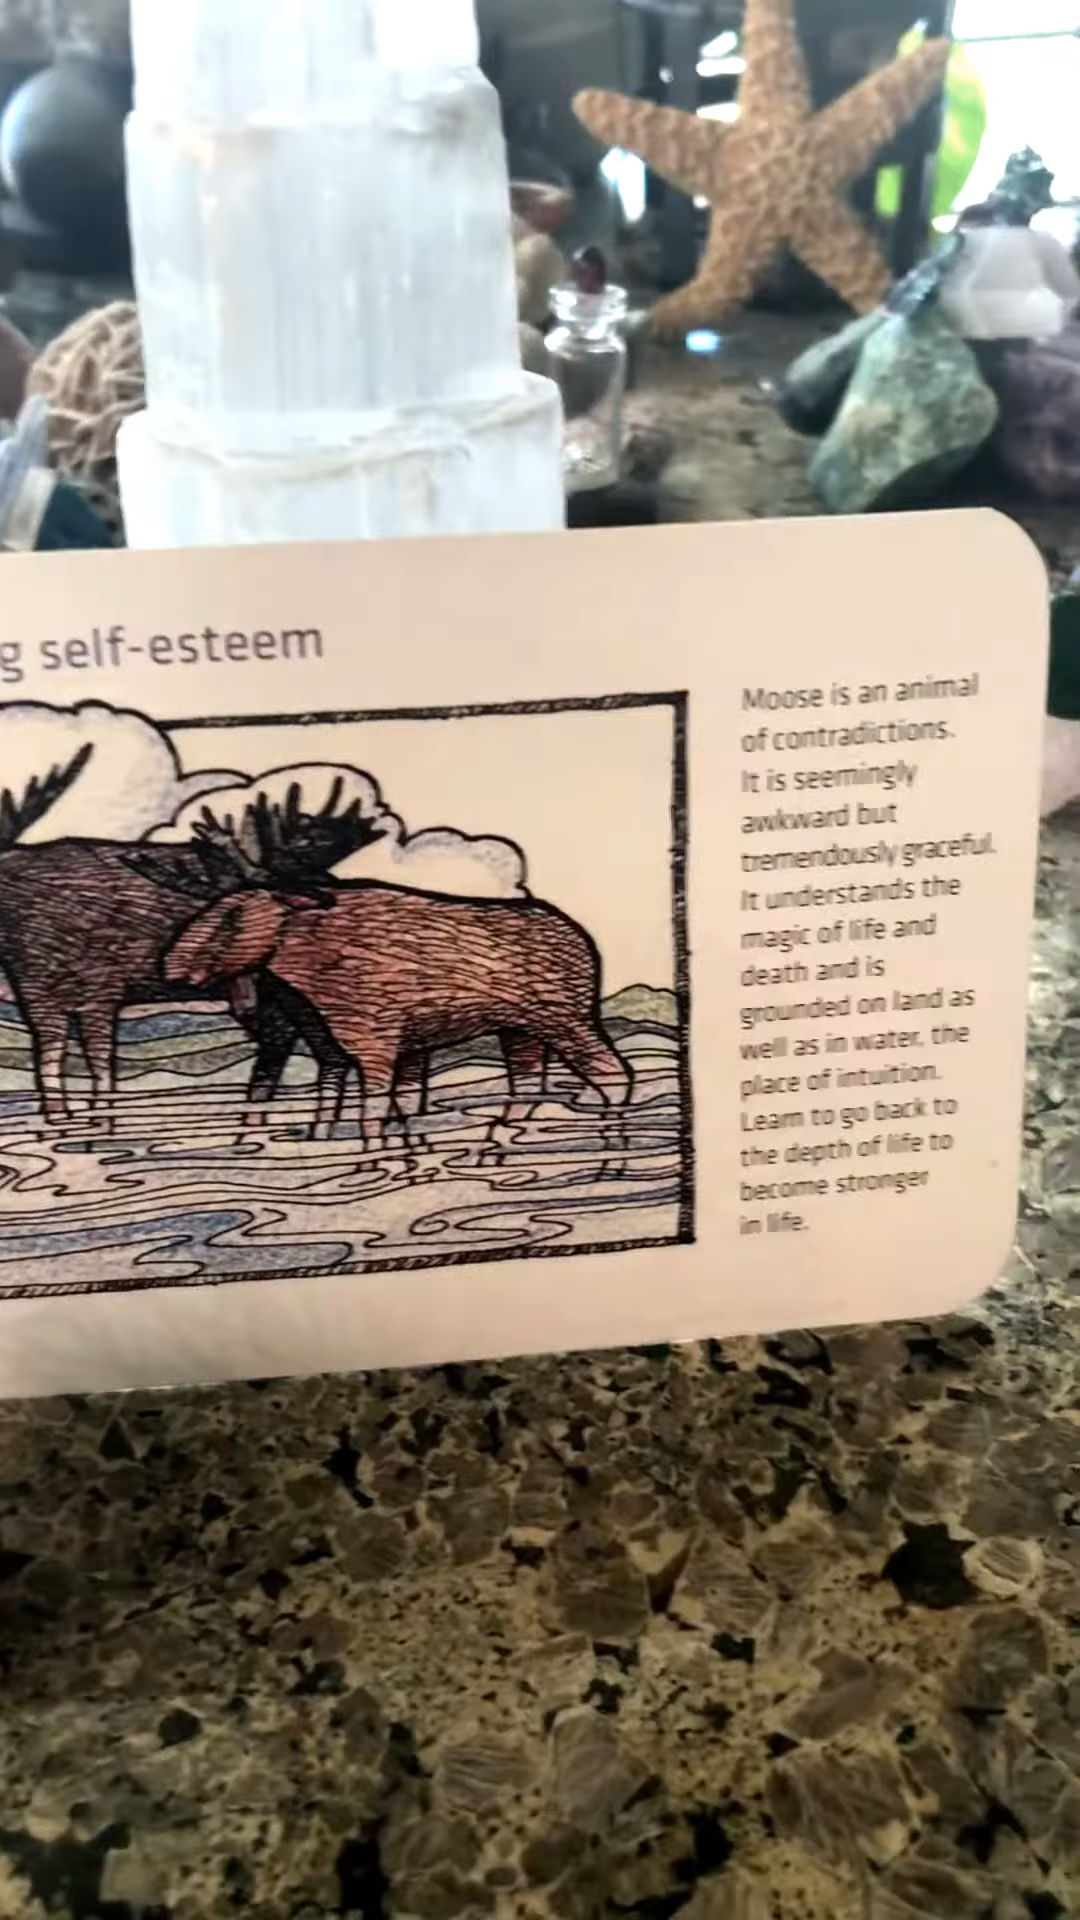 g self-esteem
Moose is an animal
of contradictions.
It is seemingly
awkward but
tremendously graceful.
It understands the
magic of life and
death and is
grounded on land as
well as in water, the
place of intuition.
Learn to go back to
the depth of life to
become stronger
in life.